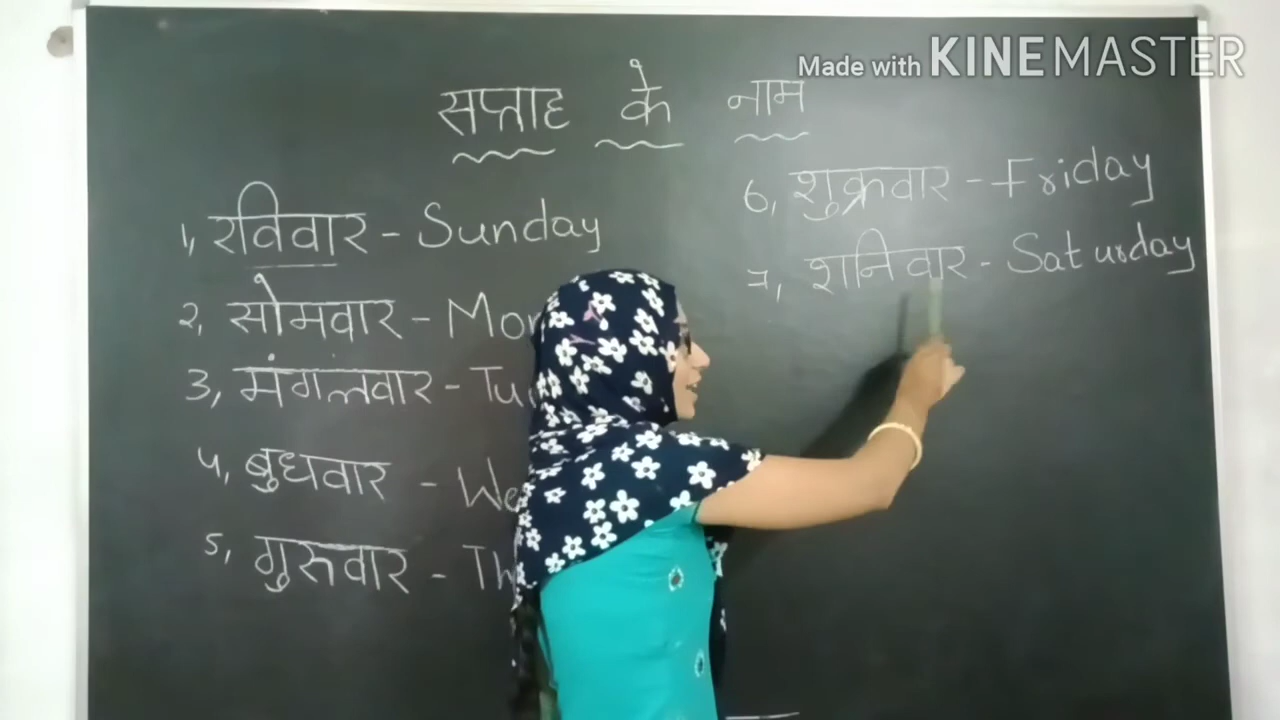 Made with KINEMASTER
सप्ताह के नाम
1, रविवार - Sunday
2, सोमवार - Mon
3, मंगलवार - Tu
4, बुधवार - We
5, गुरुवार - Th
6, शुक्रवार - Friday
7, शनिवार - Saturday